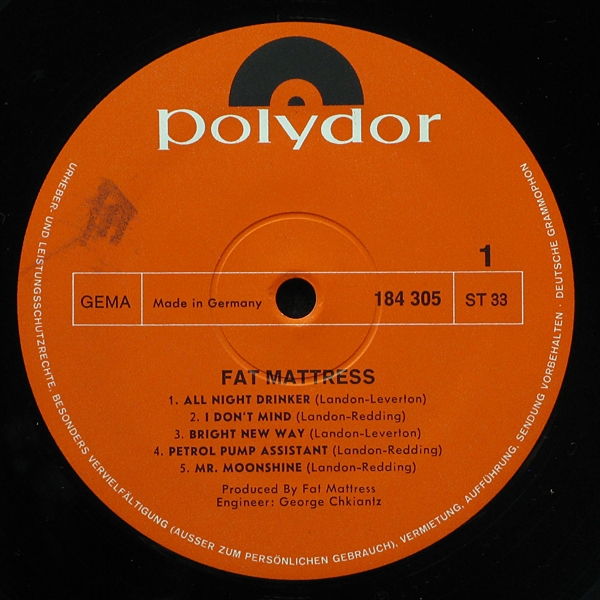 polydor
1
GEMA
Made in Germany
184 305
ST 33
FAT MATTRESS
1. ALL NIGHT DRINKER (Landon-Leverton)
2. I DON'T MIND (Landon-Redding)
3. BRIGHT NEW WAY (Landon-Leverton)
4. PETROL PUMP ASSISTANT (Landon-Redding)
5. MR. MOONSHINE (Landon-Redding)
Produced By Fat Mattress
Engineer: George Chkiantz
URHEBER- UND LEISTUNGSSCHUTZRECHTE, BESONDERS VERVIELFÄLTIGUNG (AUSSER ZUM PERSÖNLICHEN GEBRAUCH), VERMIETUNG, AUFFÜHRUNG, SENDUNG VORBEHALTEN · DEUTSCHE GRAMMOPHON